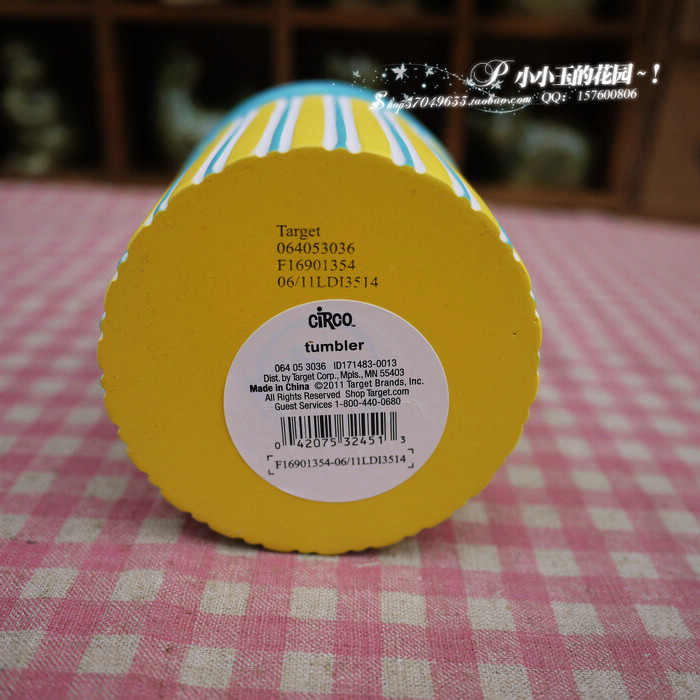 P 小小玉的花园~!
Shop37049633.taobao.com QQ: 157600806
Target
064053036
F16901354
06/11LDI3514
CiRCO™
tumbler
064 05 3036 ID171483-0013
Dist. by Target Corp., Mpls., MN 55403
Made in China ©2011 Target Brands, Inc.
All Rights Reserved Shop Target.com
Guest Services 1-800-440-0680
0 42075 32451 3
F16901354-06/11LDI3514